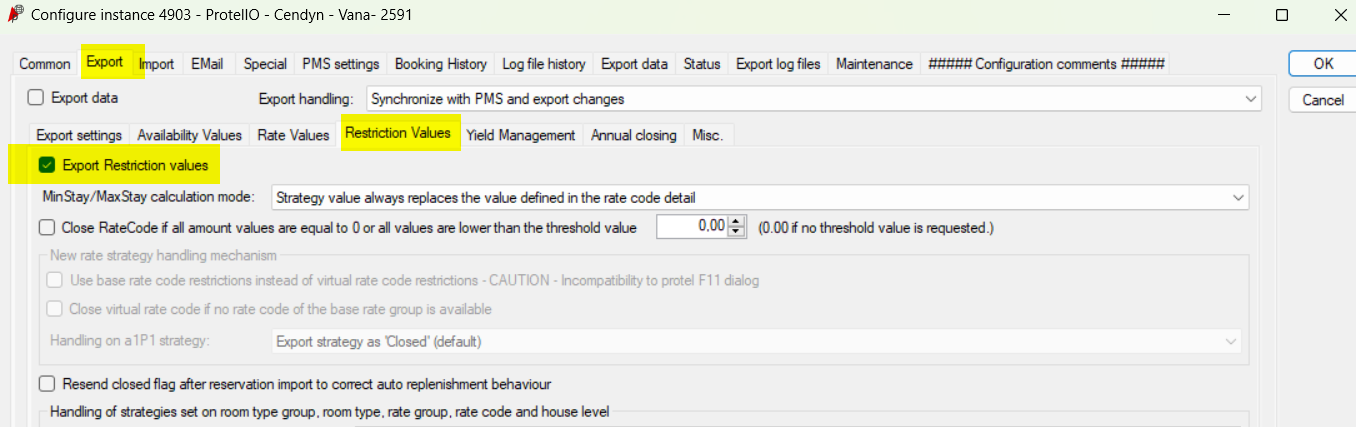 Configure instance 4903 - ProtelIO - Cendyn - Vana- 2591
Common Export Import EMail Special PMS settings Booking History Log file history Export data Status Export log files Maintenance ##### Configuration comments #####
OK
Export data Export handling: Synchronize with PMS and export changes
Cancel
Export settings Availability Values Rate Values Restriction Values Yield Management Annual closing Misc.
Export Restriction values
MinStay/MaxStay calculation mode: Strategy value always replaces the value defined in the rate code detail
Close RateCode if all amount values are equal to 0 or all values are lower than the threshold value 0,00 (0.00 if no threshold value is requested.)
New rate strategy handling mechanism
Use base rate code restrictions instead of virtual rate code restrictions - CAUTION - Incompatibility to protel F11 dialog
Close virtual rate code if no rate code of the base rate group is available
Handling on a1P1 strategy: Export strategy as 'Closed' (default)
Resend closed flag after reservation import to correct auto replenishment behaviour
Handling of strategies set on room type group, room type, rate group, rate code and house level